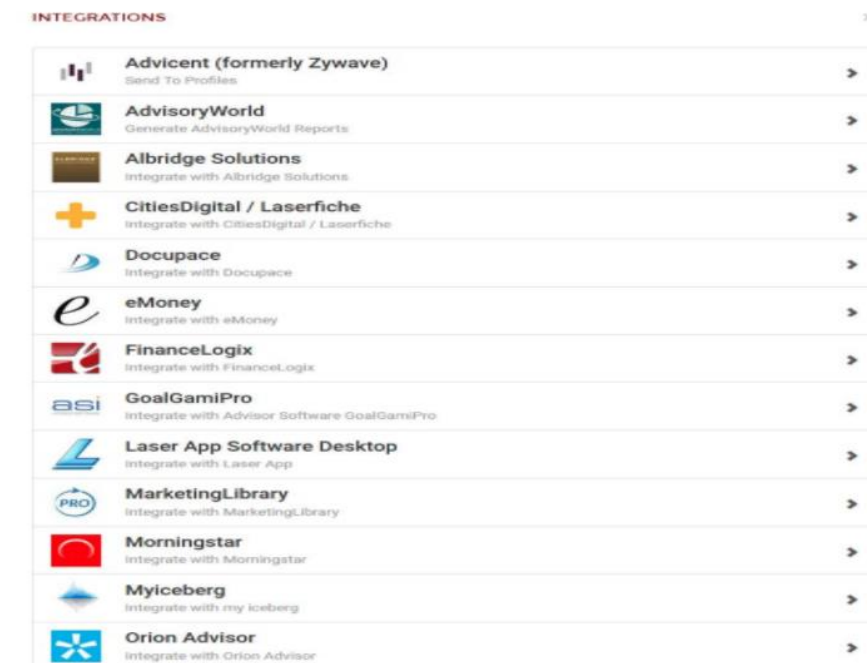 INTEGRATIONS
Advicent (formerly Zywave)
Send To Profiles
AdvisoryWorld
Generate AdvisoryWorld Reports
Albridge Solutions
Integrate with Albridge Solutions
CitiesDigital / Laserfiche
Integrate with CitiesDigital / Laserfiche
Docupace
Integrate with Docupace
e
eMoney
Integrate with eMoney
FinanceLogix
Integrate with FinanceLogix
asi
GoalGamiPro
Integrate with Advisor Software GoalGamiPro
Laser App Software Desktop
Integrate with Laser App
PRO
MarketingLibrary
Integrate with MarketingLibrary
Morningstar
Integrate with Morningstar
Myiceberg
Integrate with my iceberg
Orion Advisor
Integrate with Orion Advisor